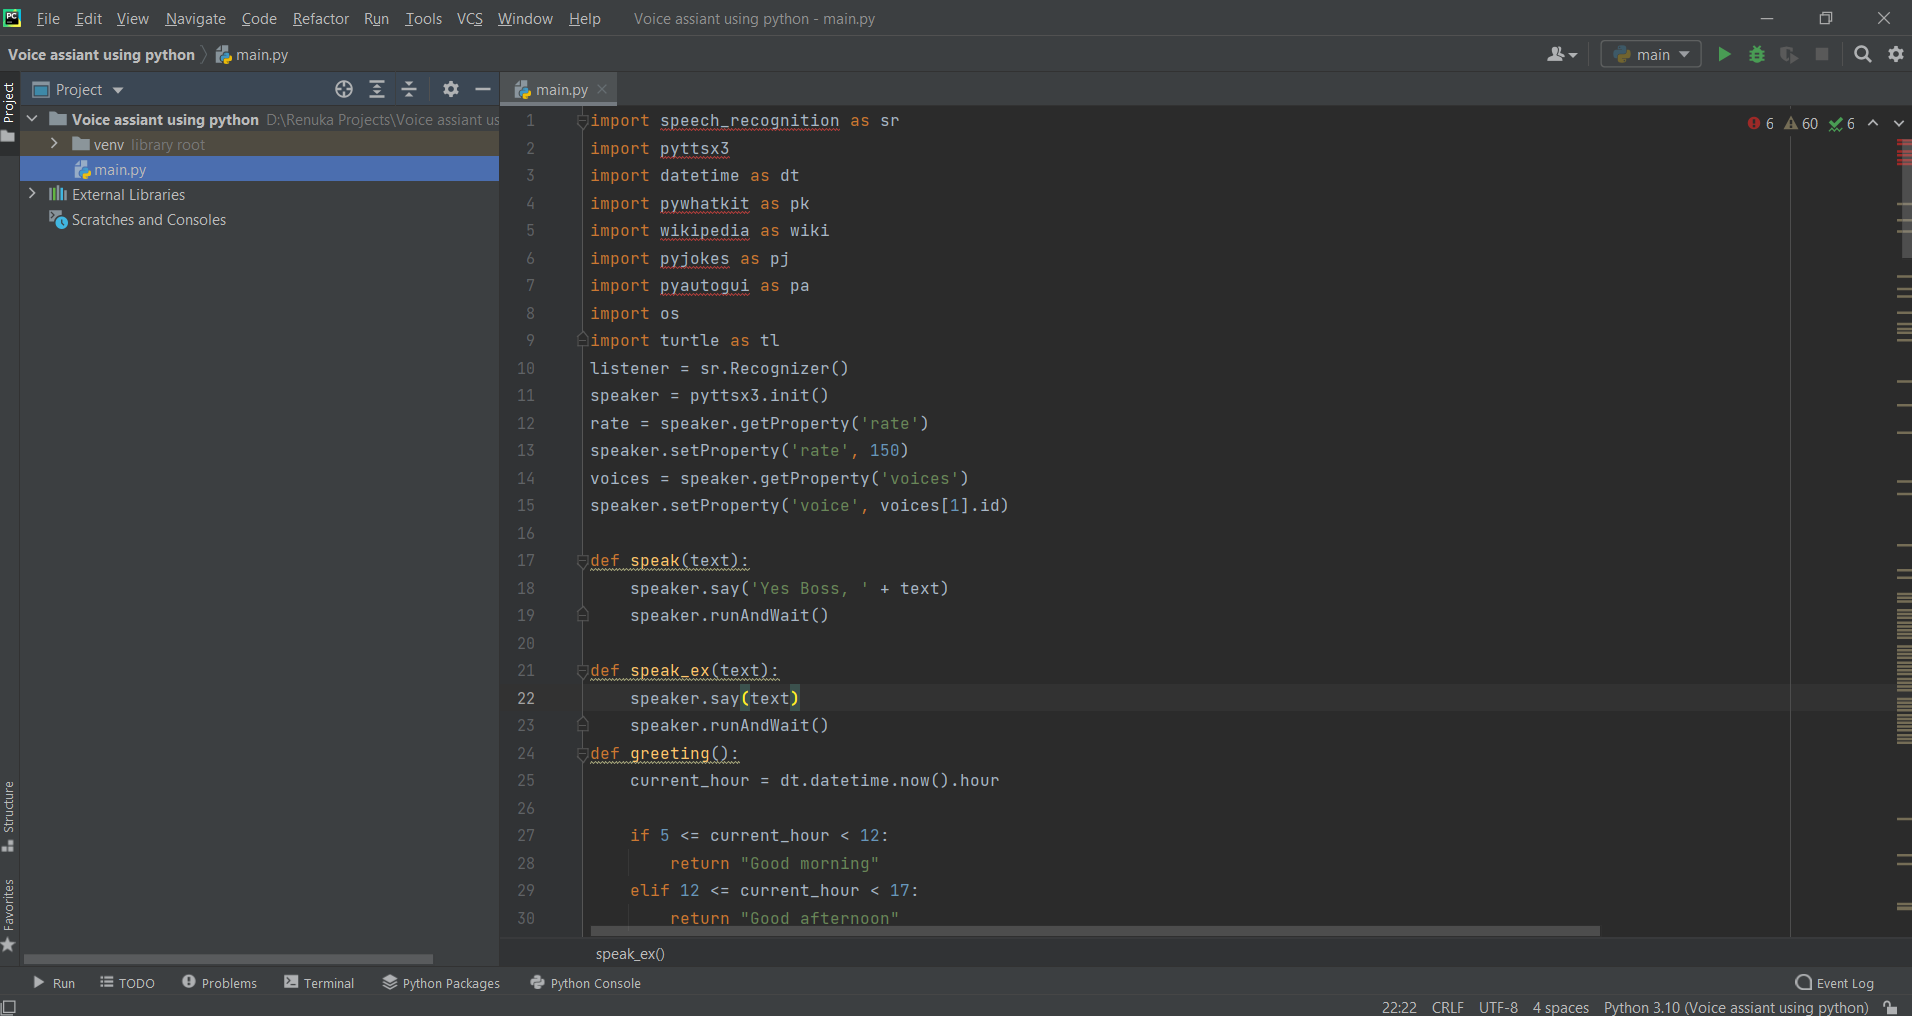 PC File Edit View Navigate Code Refactor Run Tools VCS Window Help Voice assiant using python - main.py
Voice assiant using python main.py main
Project Project main.py
Voice assiant using python D:\Renuka Projects\Voice assiant us
venv library root
main.py
External Libraries
Scratches and Consoles
6 60 6
1 import speech_recognition as sr
2 import pyttsx3
3 import datetime as dt
4 import pywhatkit as pk
5 import wikipedia as wiki
6 import pyjokes as pj
7 import pyautogui as pa
8 import os
9 import turtle as tl
10 listener = sr.Recognizer()
11 speaker = pyttsx3.init()
12 rate = speaker.getProperty('rate')
13 speaker.setProperty('rate', 150)
14 voices = speaker.getProperty('voices')
15 speaker.setProperty('voice', voices[1].id)
16
17 def speak(text):
18     speaker.say('Yes Boss, ' + text)
19     speaker.runAndWait()
20
21 def speak_ex(text):
22     speaker.say(text)
23     speaker.runAndWait()
24 def greeting():
25     current_hour = dt.datetime.now().hour
26
27     if 5 <= current_hour < 12:
28         return "Good morning"
29     elif 12 <= current_hour < 17:
30         return "Good afternoon"
speak_ex()
Structure
Favorites
Run TODO Problems Terminal Python Packages Python Console Event Log
22:22 CRLF UTF-8 4 spaces Python 3.10 (Voice assiant using python)